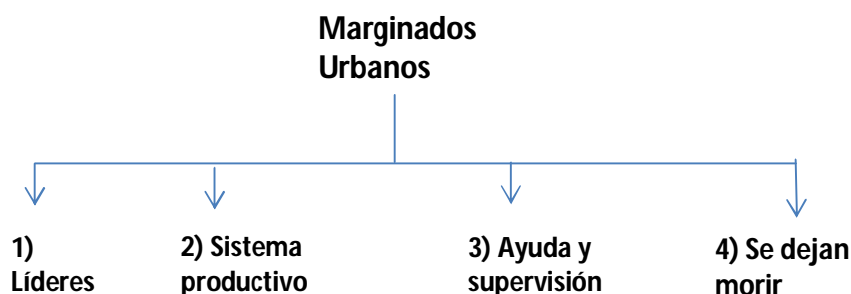 Marginados
Urbanos
1)
Líderes
2) Sistema
productivo
3) Ayuda y
supervisión
4) Se dejan
morir